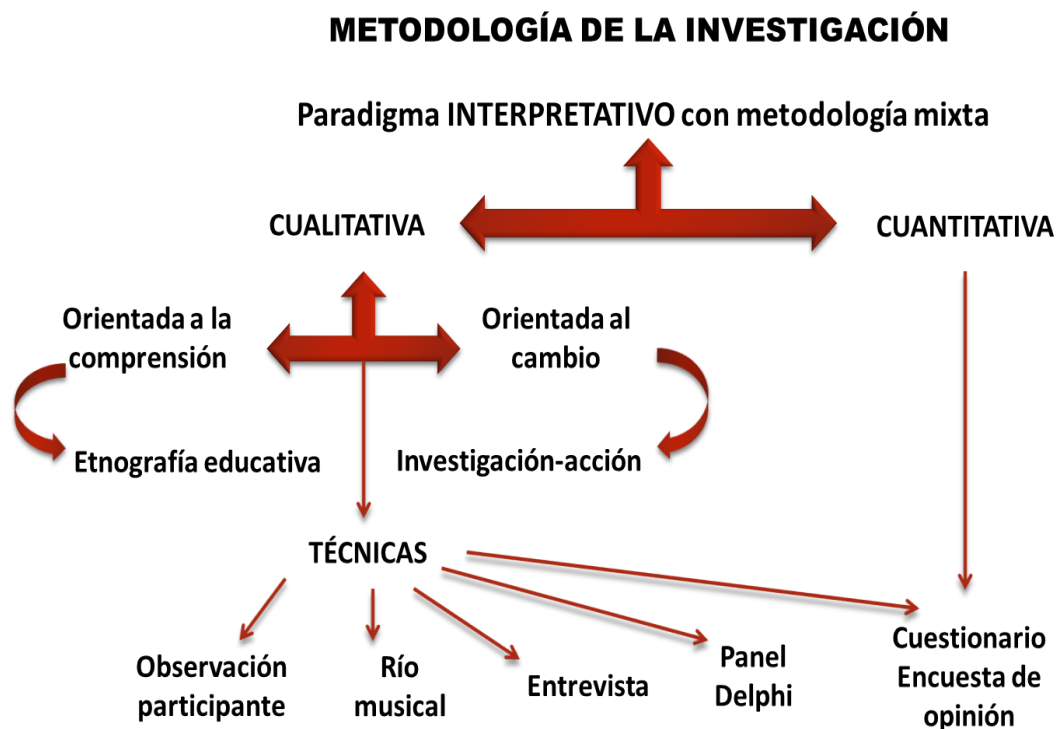 METODOLOGÍA DE LA INVESTIGACIÓN
Paradigma INTERPRETATIVO con metodología mixta
CUALITATIVA
CUANTITATIVA
Orientada a la
comprensión
Orientada al
cambio
Etnografía educativa
Investigación-acción
TÉCNICAS
Observación
participante
Río
musical
Entrevista
Panel
Delphi
Cuestionario
Encuesta de
opinión